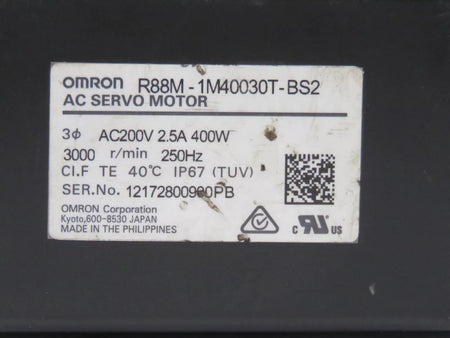 OMRON R88M-1M40030T-BS2
AC SERVO MOTOR
3ϕ AC200V 2.5A 400W
3000 r/min 250Hz
CI.F TE 40℃ IP67 (TUV)
SER.No.
OMRON Corporation
Kyoto,600-8530 JAPAN
MADE IN THE PHILIPPINES
c RU US